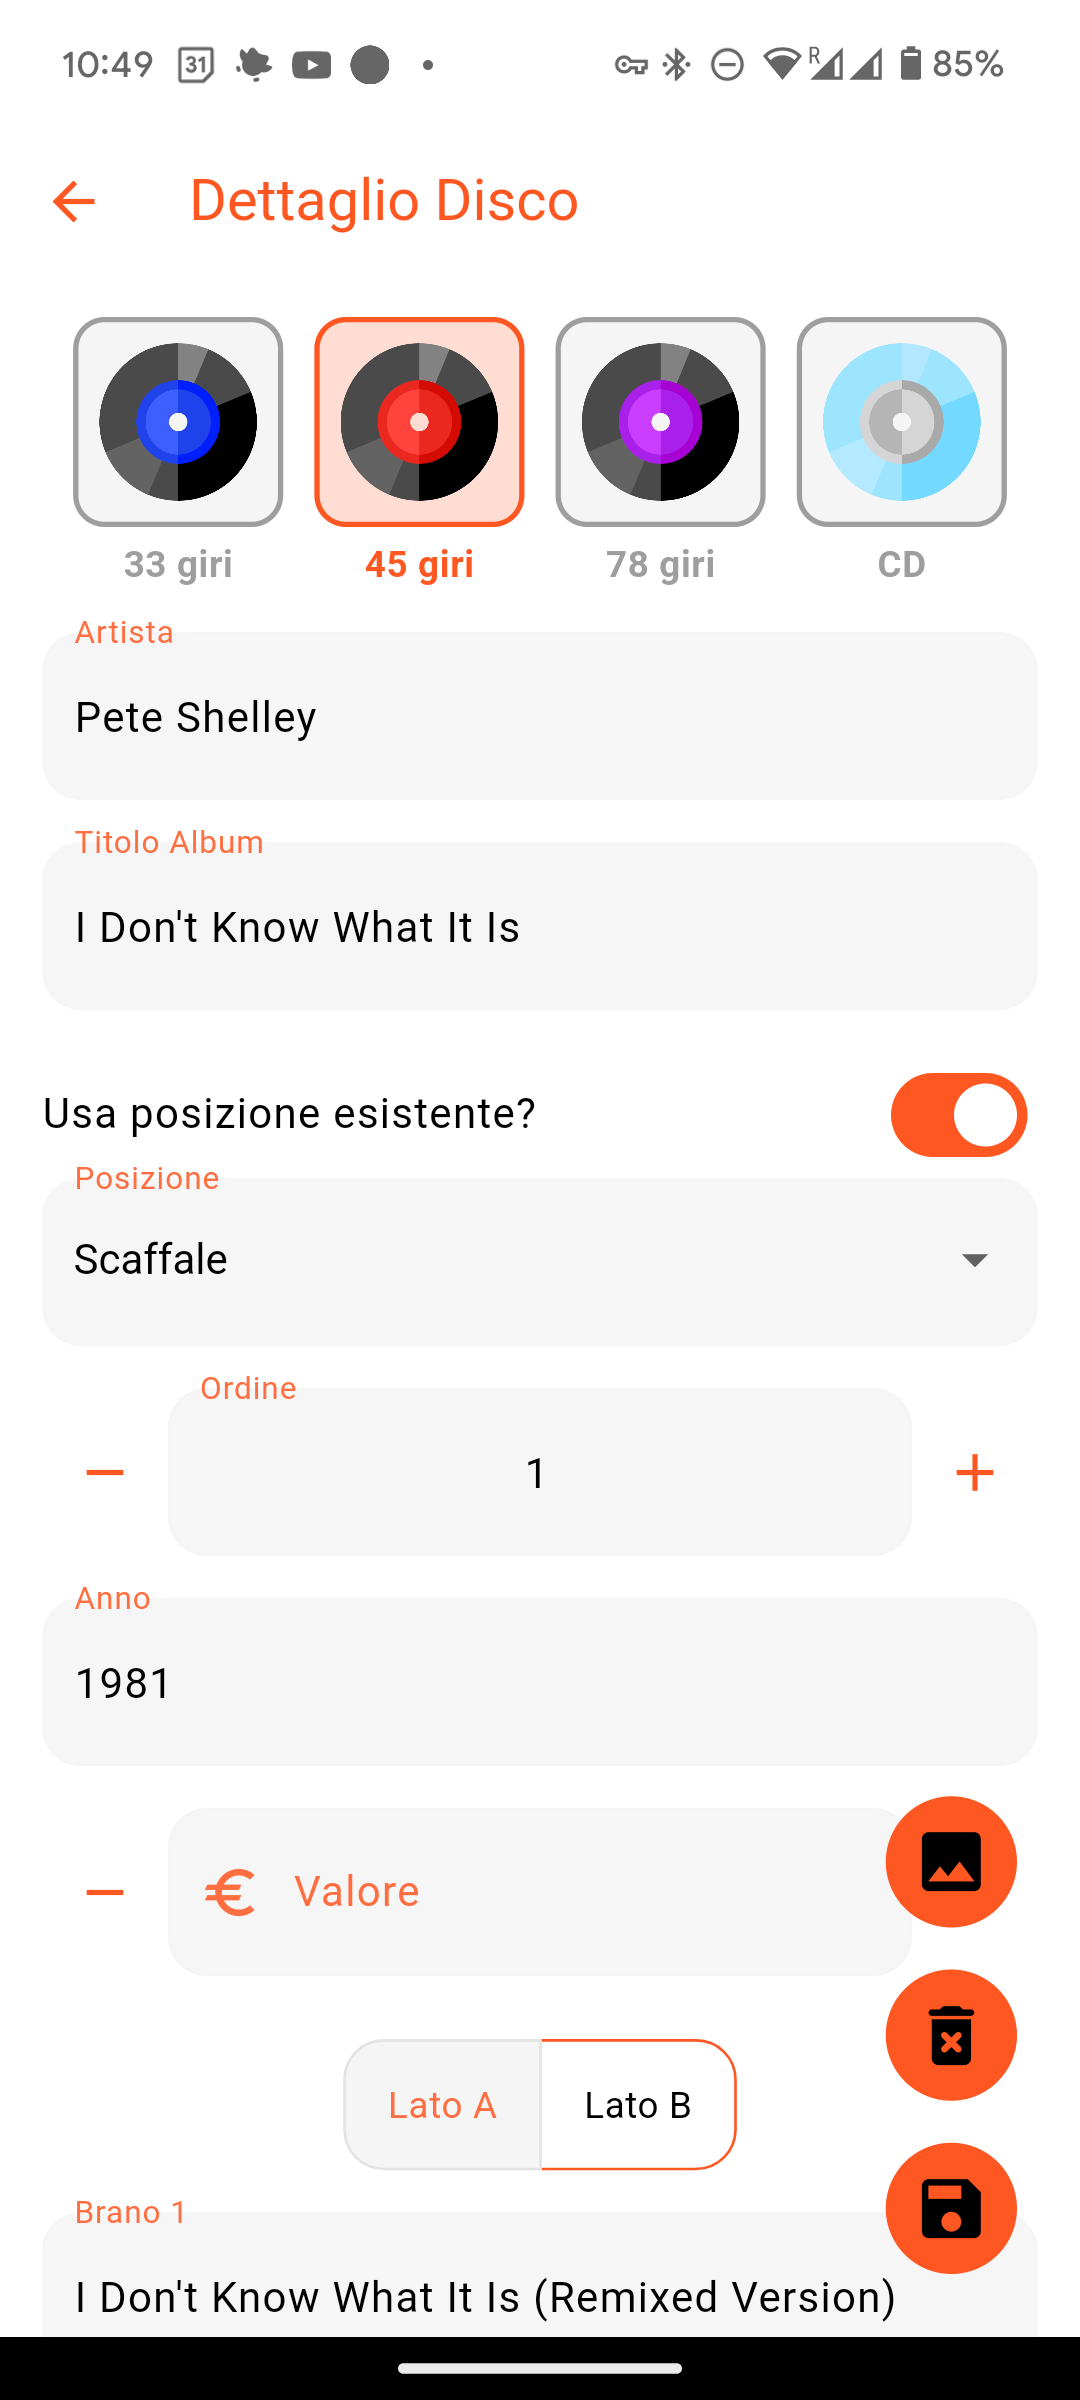 10:49 31 R 85%
Dettaglio Disco
33 giri 45 giri 78 giri CD
Artista
Pete Shelley
Titolo Album
I Don't Know What It Is
Usa posizione esistente?
Posizione
Scaffale
Ordine
1
Anno
1981
€ Valore
Lato A Lato B
Brano 1
I Don't Know What It Is (Remixed Version)